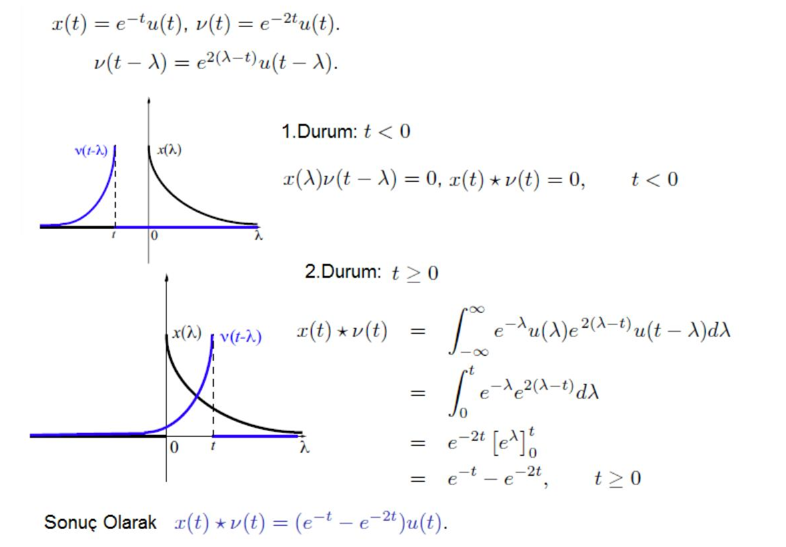 x(t) = e^{-t}u(t), ν(t) = e^{-2t}u(t).
ν(t − λ) = e^{2(λ−t)}u(t − λ).
v(t-λ)
x(λ)
t
0
λ
1.Durum: t < 0
x(λ)ν(t − λ) = 0, x(t) ⋆ ν(t) = 0, t < 0
2.Durum: t ≥ 0
x(λ)
v(t-λ)
0
t
λ
x(t) ⋆ ν(t) = ∫_{−∞}^{∞} e^{−λ}u(λ)e^{2(λ−t)}u(t − λ)dλ
= ∫_0^t e^{−λ}e^{2(λ−t)}dλ
= e^{−2t} [e^λ]_0^t
= e^{−t} − e^{−2t}, t ≥ 0
Sonuç Olarak x(t) ⋆ ν(t) = (e^{−t} − e^{−2t})u(t).